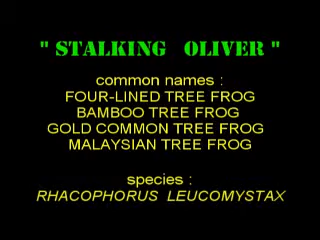 " STALKING OLIVER "
common names :
FOUR-LINED TREE FROG
BAMBOO TREE FROG
GOLD COMMON TREE FROG
MALAYSIAN TREE FROG
species :
RHACOPHORUS LEUCOMYSTAX